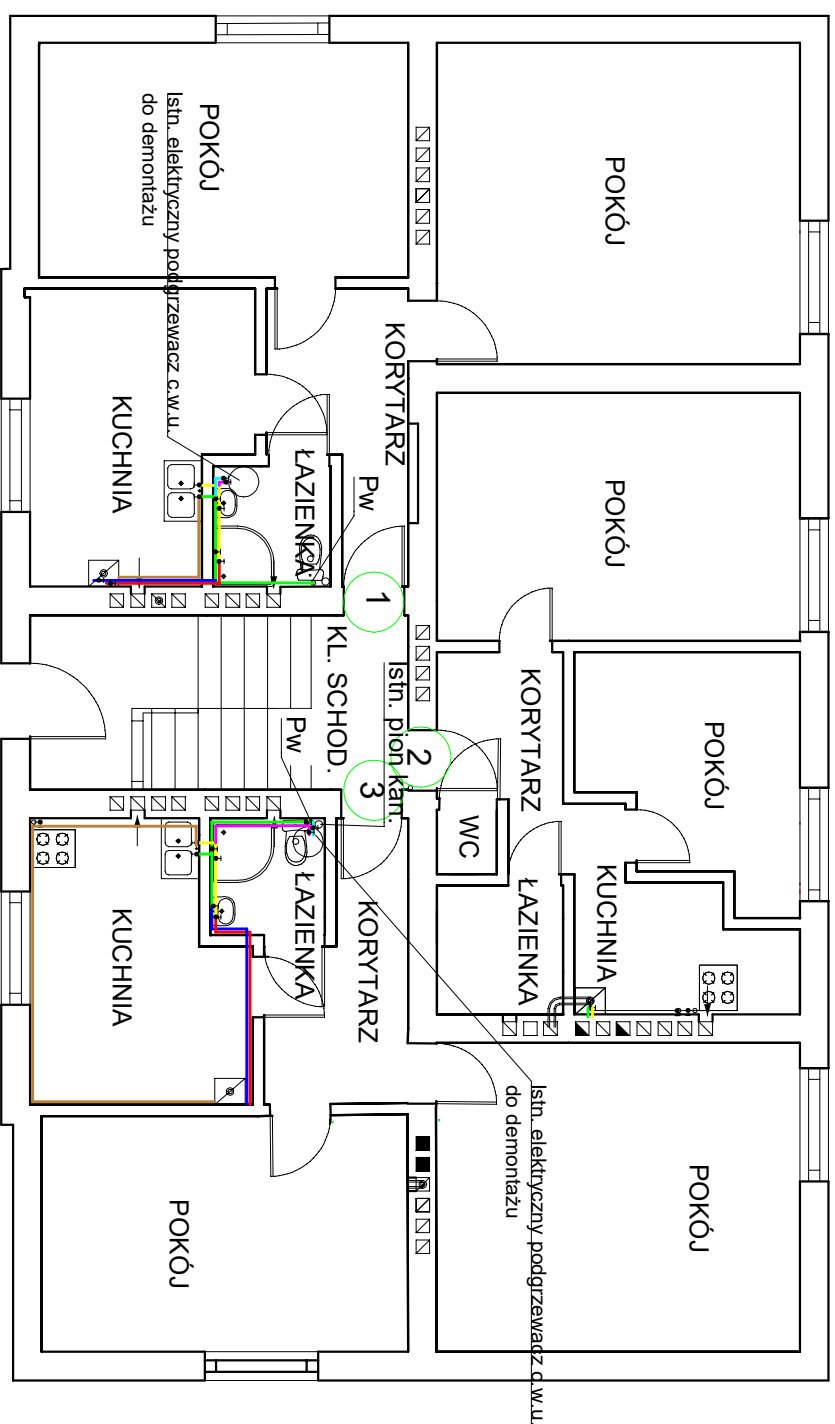 POKÓJ
POKÓJ
POKÓJ
POKÓJ
KUCHNIA
KORYTARZ
ŁAZIENKA
Istn. elektryczny podgrzewacz c.w.u.
do demontażu
WC
2
KORYTARZ
Istn. pion kan.
Pw
1
3
KORYTARZ
KL. SCHOD.
ŁAZIENKA
Pw
ŁAZIENKA
POKÓJ
POKÓJ
Istn. elektryczny podgrzewacz c.w.u.
do demontażu
KUCHNIA
KUCHNIA